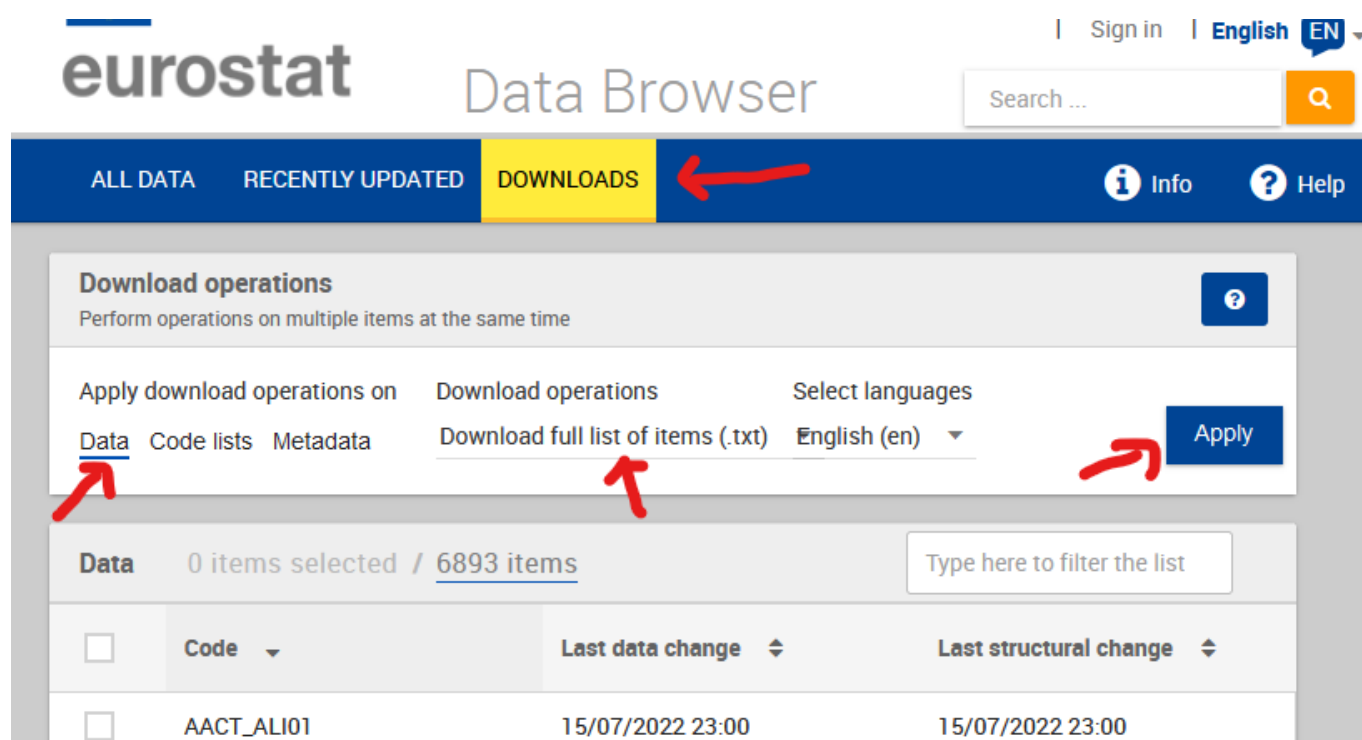 | Sign in | English EN
eurostat Data Browser
Search ...
ALL DATA RECENTLY UPDATED DOWNLOADS i Info ? Help
Download operations
Perform operations on multiple items at the same time
?
Apply download operations on Download operations Select languages
Data Code lists Metadata Download full list of items (.txt) English (en) Apply
Data 0 items selected / 6893 items Type here to filter the list
Code Last data change Last structural change
AACT_ALI01 15/07/2022 23:00 15/07/2022 23:00